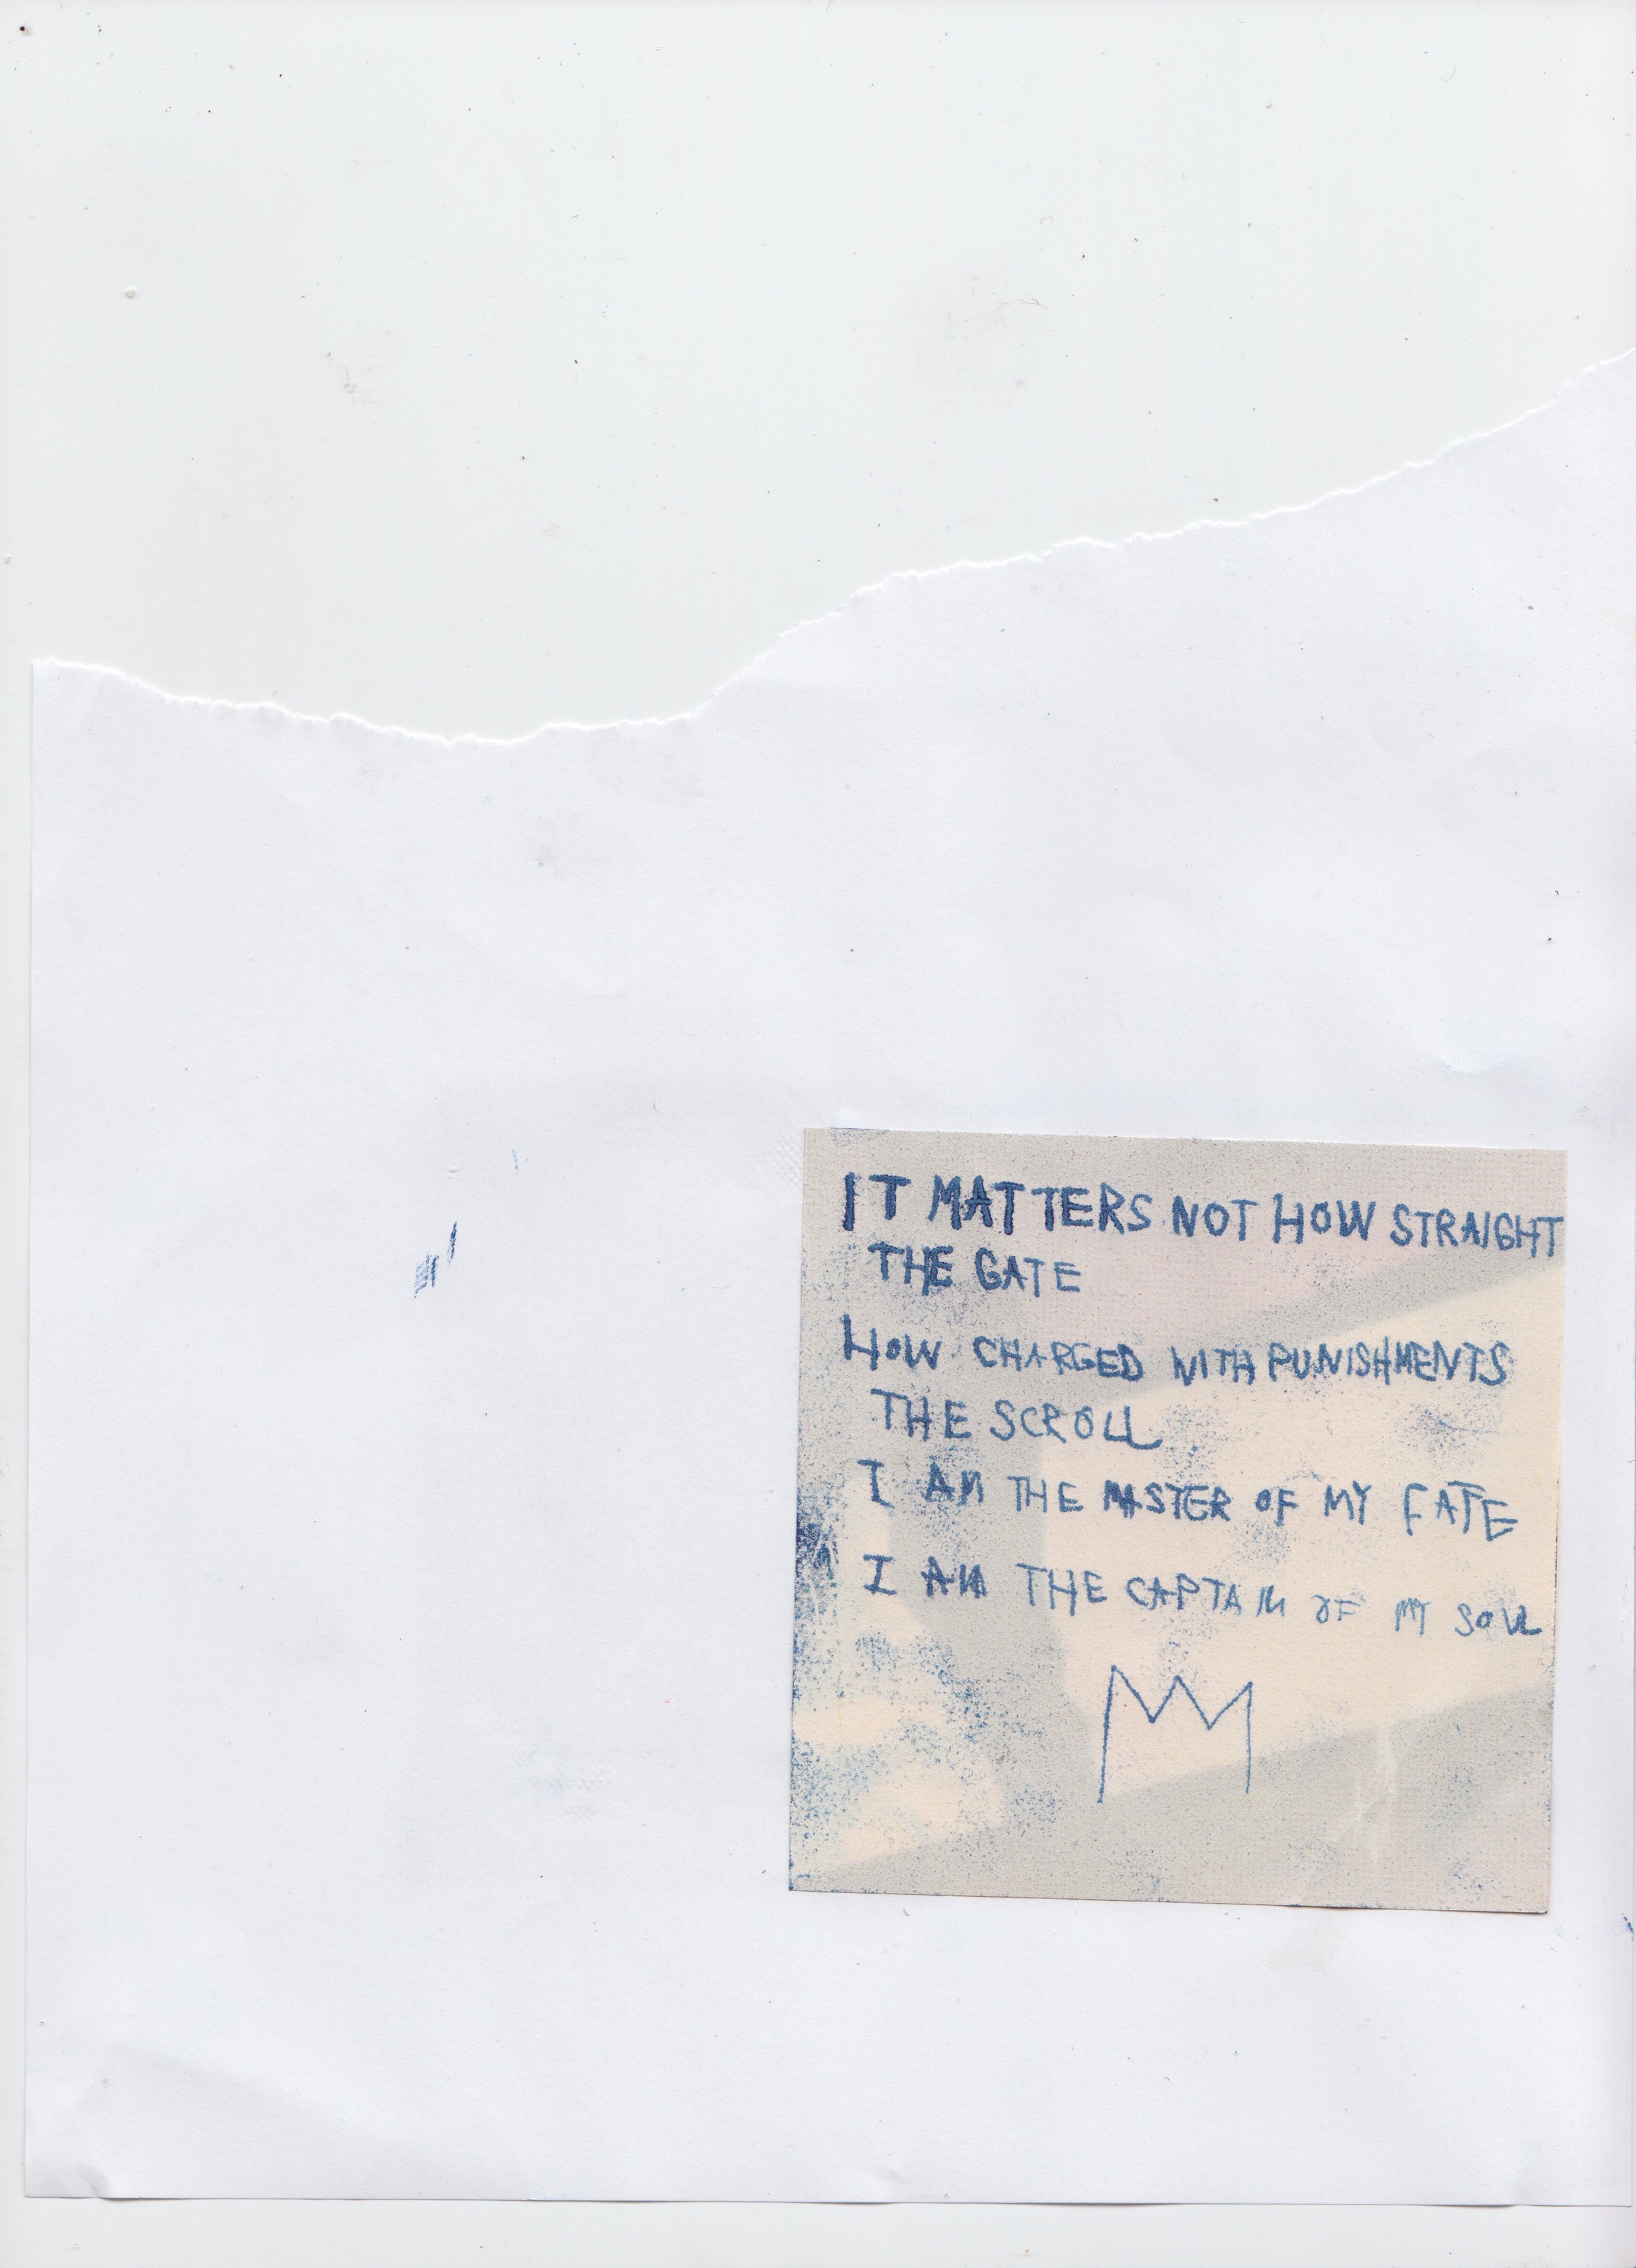 IT MATTERS NOT HOW STRAIGHT
THE GATE
HOW CHARGED WITH PUNISHMENTS
THE SCROLL
I AM THE MASTER OF MY FATE
I AM THE CAPTAIN OF MY SOUL